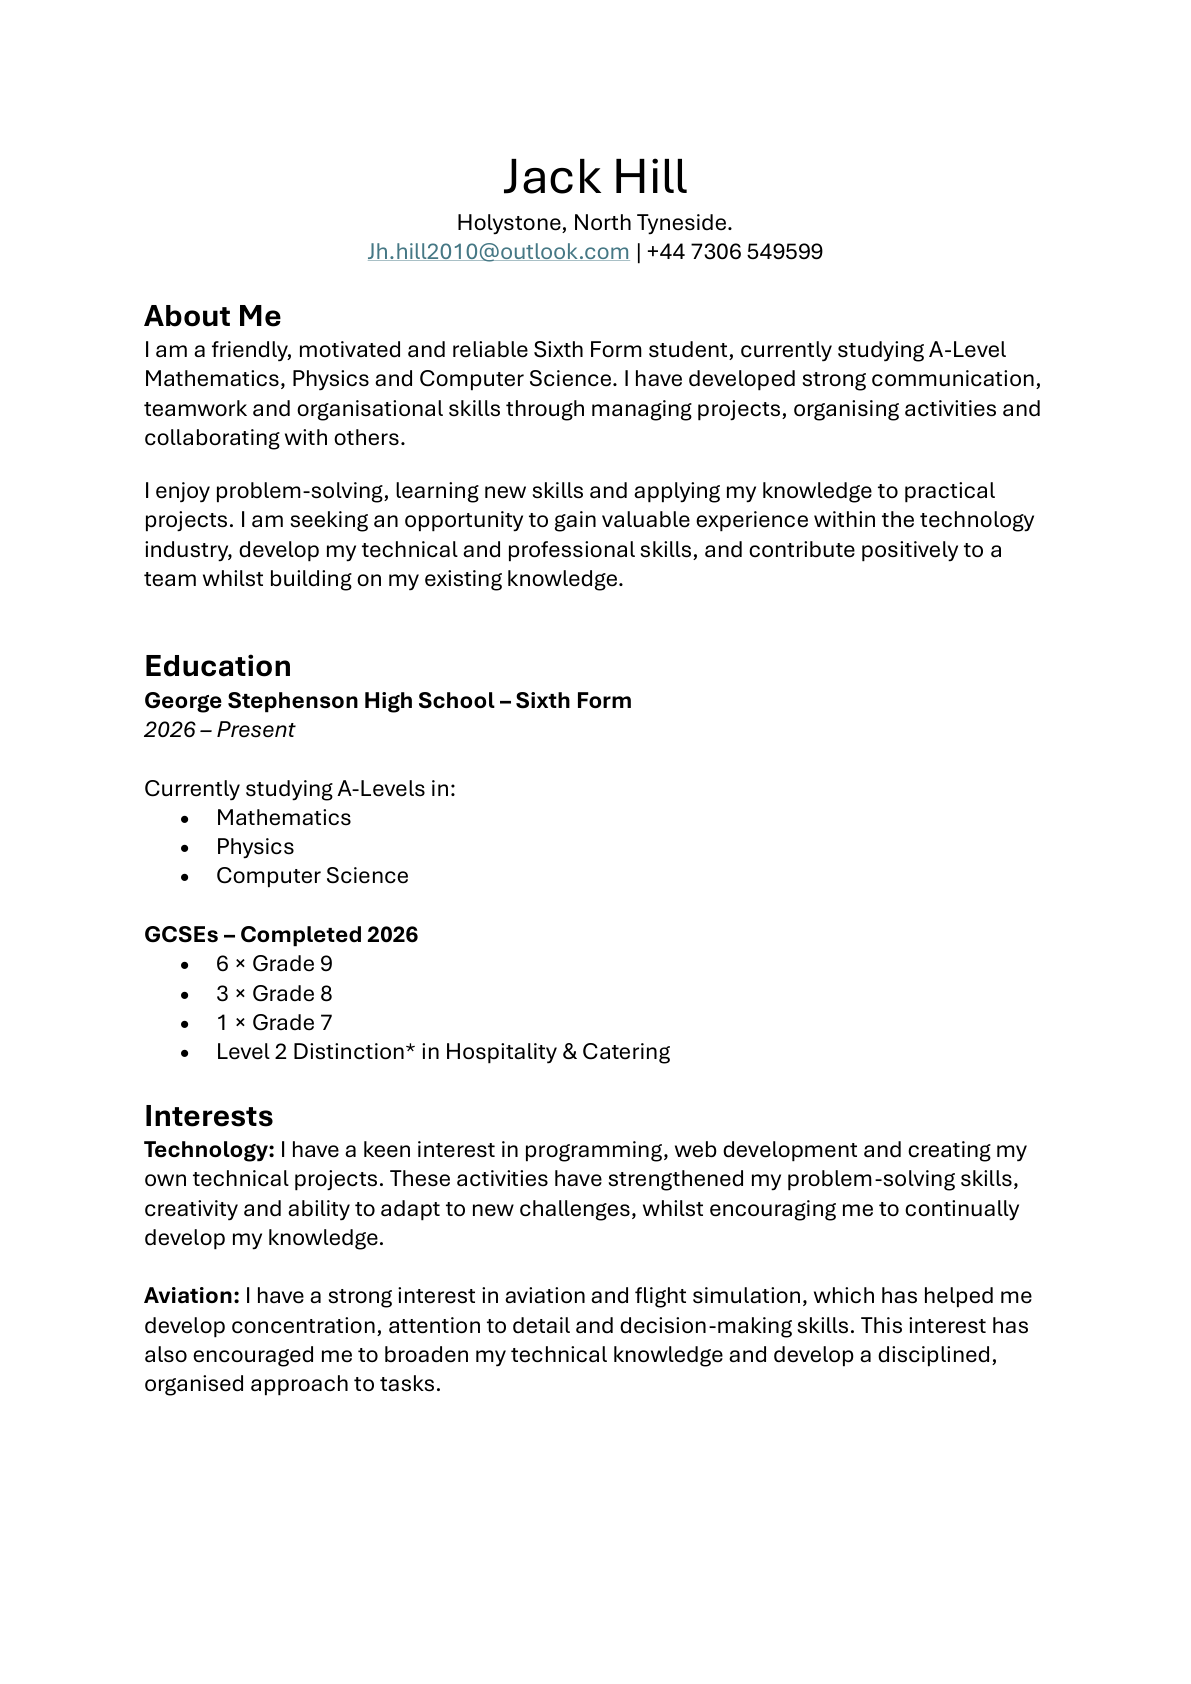 Jack Hill
Holystone, North Tyneside.
Jh.hill2010@outlook.com | +44 7306 549599
About Me
I am a friendly, motivated and reliable Sixth Form student, currently studying A-Level
Mathematics, Physics and Computer Science. I have developed strong communication,
teamwork and organisational skills through managing projects, organising activities and
collaborating with others.
I enjoy problem-solving, learning new skills and applying my knowledge to practical
projects. I am seeking an opportunity to gain valuable experience within the technology
industry, develop my technical and professional skills, and contribute positively to a
team whilst building on my existing knowledge.
Education
George Stephenson High School – Sixth Form
2026 – Present
Currently studying A-Levels in:
• Mathematics
• Physics
• Computer Science
GCSEs – Completed 2026
• 6 × Grade 9
• 3 × Grade 8
• 1 × Grade 7
• Level 2 Distinction* in Hospitality & Catering
Interests
Technology: I have a keen interest in programming, web development and creating my
own technical projects. These activities have strengthened my problem-solving skills,
creativity and ability to adapt to new challenges, whilst encouraging me to continually
develop my knowledge.
Aviation: I have a strong interest in aviation and flight simulation, which has helped me
develop concentration, attention to detail and decision-making skills. This interest has
also encouraged me to broaden my technical knowledge and develop a disciplined,
organised approach to tasks.